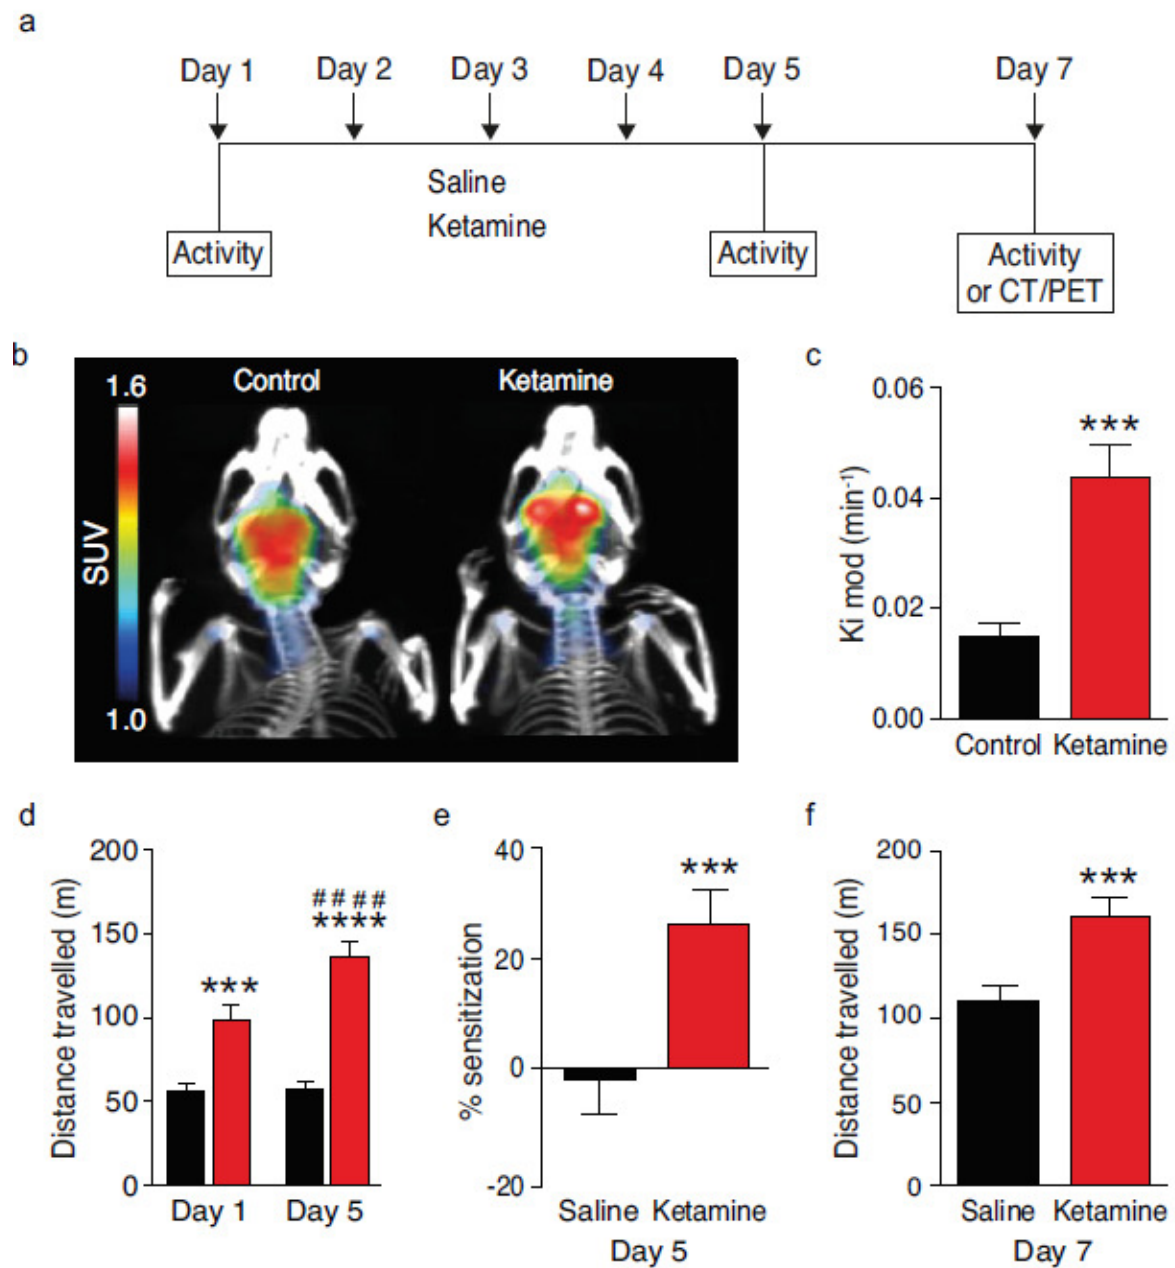 a
Day 1 Day 2 Day 3 Day 4 Day 5 Day 7
Saline
Ketamine
Activity
Activity
Activity
or CT/PET
b
Control Ketamine
1.6
SUV
1.0
c
0.06
***
0.04
Ki mod (min-1)
0.02
0.00
Control Ketamine
d
200
####
****
150
***
100
Distance travelled (m)
50
0
Day 1 Day 5
e
40
***
20
% sensitization
0
-20
Saline Ketamine
Day 5
f
200
***
150
100
Distance travelled (m)
50
0
Saline Ketamine
Day 7